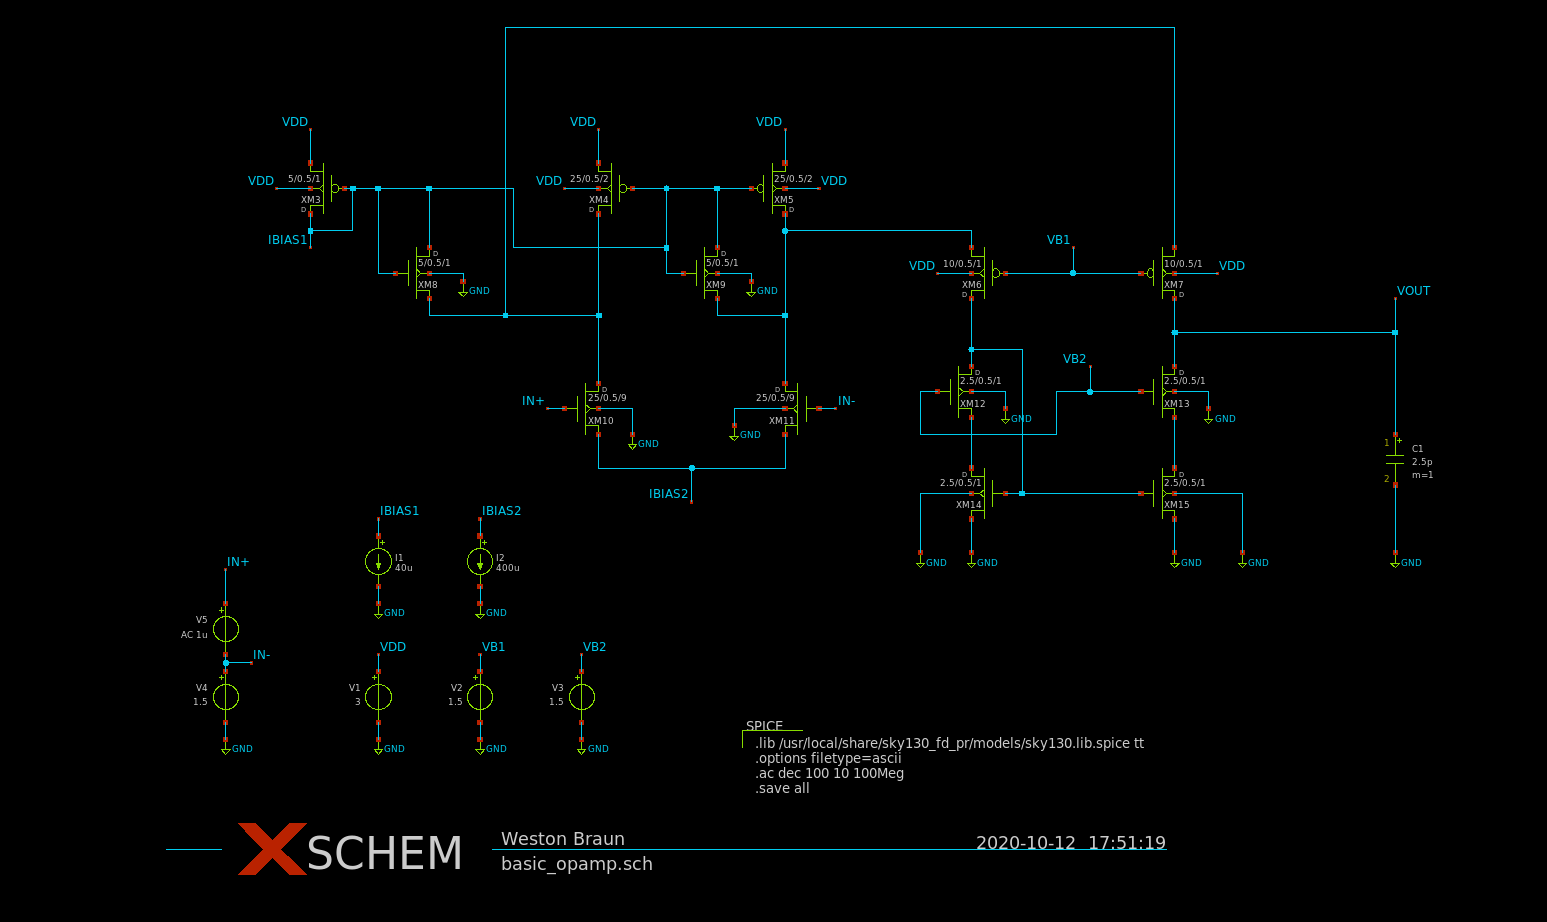 VDD
VDD
VDD
VDD
5/0.5/1
XM3
D
IBIAS1
VDD
25/0.5/2
XM4
D
25/0.5/2
XM5
D
VDD
D
5/0.5/1
XM8
GND
D
5/0.5/1
XM9
GND
VDD
10/0.5/1
XM6
D
VB1
10/0.5/1
XM7
D
VDD
VOUT
IN+
D
25/0.5/9
XM10
GND
D
25/0.5/9
XM11
GND
IN-
IBIAS2
D
2.5/0.5/1
XM12
GND
VB2
D
2.5/0.5/1
XM13
GND
D
2.5/0.5/1
XM14
GND
GND
D
2.5/0.5/1
XM15
GND
GND
1
+
2
C1
2.5p
m=1
GND
IBIAS1
+
I1
40u
GND
IBIAS2
+
I2
400u
GND
IN+
+
V5
AC 1u
IN-
+
V4
1.5
GND
VDD
+
V1
3
GND
VB1
+
V2
1.5
GND
VB2
+
V3
1.5
GND
SPICE
.lib /usr/local/share/sky130_fd_pr/models/sky130.lib.spice tt
.options filetype=ascii
.ac dec 100 10 100Meg
.save all
XSCHEM
Weston Braun
basic_opamp.sch
2020-10-12 17:51:19